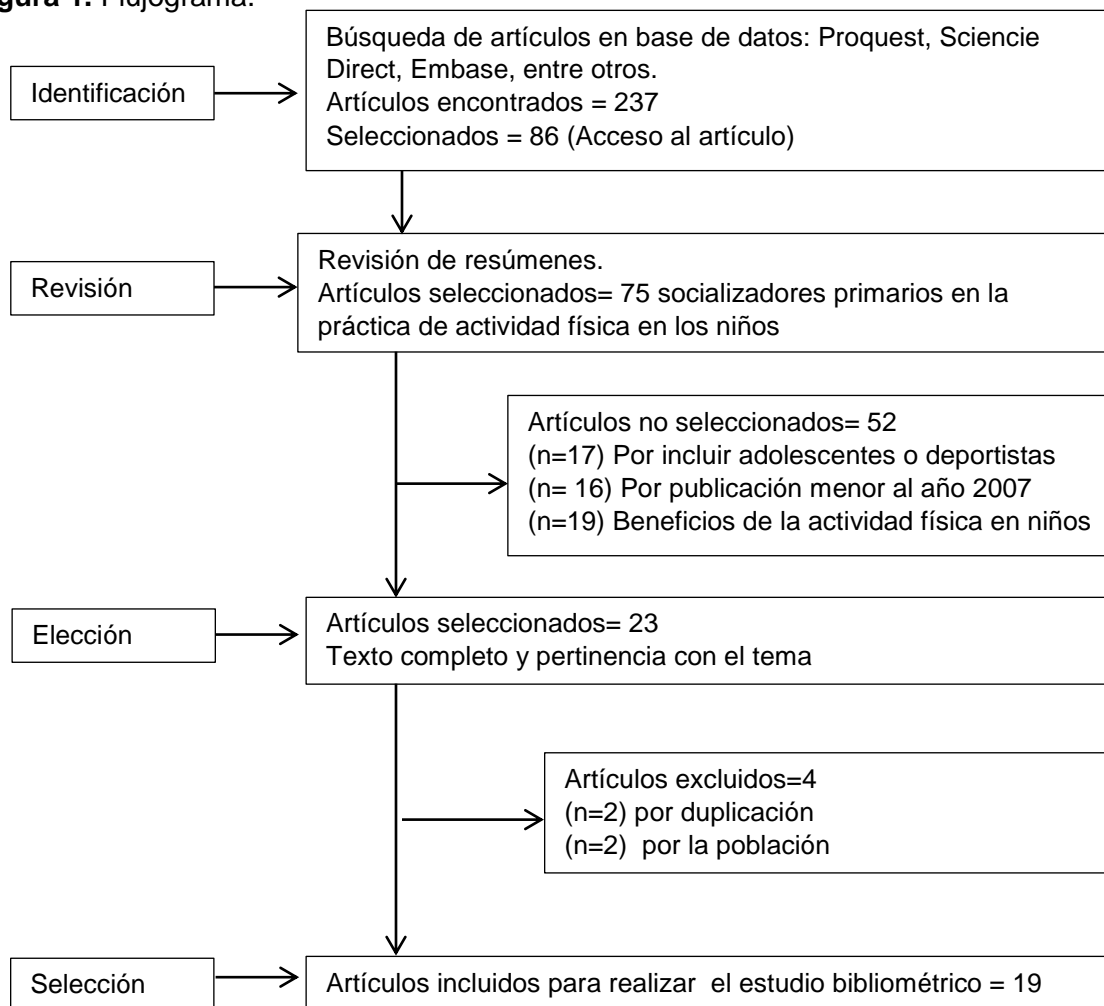 gura 1. Flujograma.
Identificación
Búsqueda de artículos en base de datos: Proquest, Sciencie
Direct, Embase, entre otros.
Artículos encontrados = 237
Seleccionados = 86 (Acceso al artículo)
Revisión
Revisión de resúmenes.
Artículos seleccionados= 75 socializadores primarios en la
práctica de actividad física en los niños
Artículos no seleccionados= 52
(n=17) Por incluir adolescentes o deportistas
(n= 16) Por publicación menor al año 2007
(n=19) Beneficios de la actividad física en niños
Elección
Artículos seleccionados= 23
Texto completo y pertinencia con el tema
Artículos excluidos=4
(n=2) por duplicación
(n=2) por la población
Selección
Artículos incluidos para realizar el estudio bibliométrico = 19